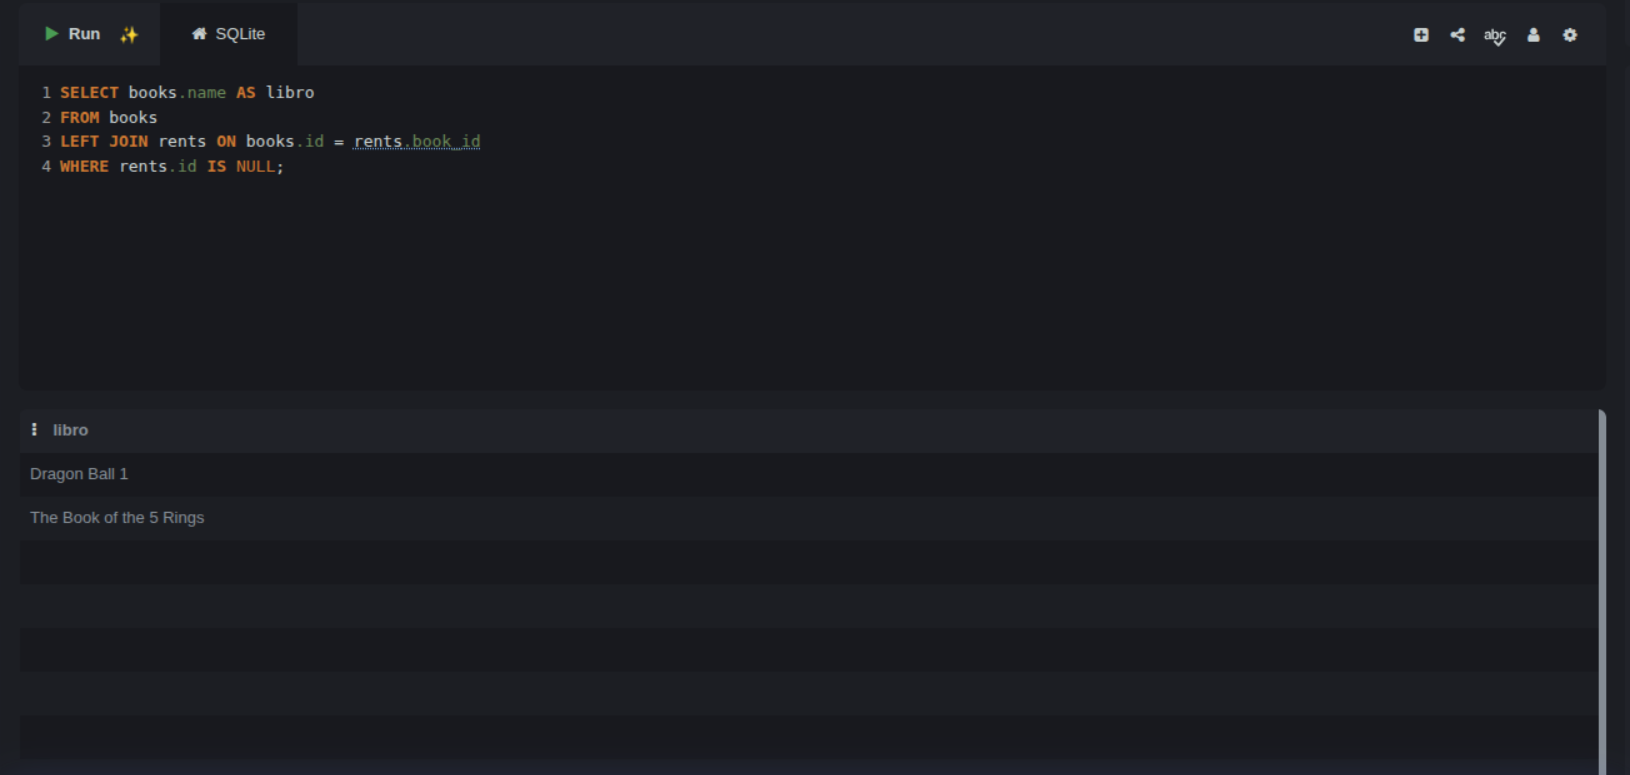 Run SQLite abc
1 SELECT books.name AS libro
2 FROM books
3 LEFT JOIN rents ON books.id = rents.book_id
4 WHERE rents.id IS NULL;
libro
Dragon Ball 1
The Book of the 5 Rings